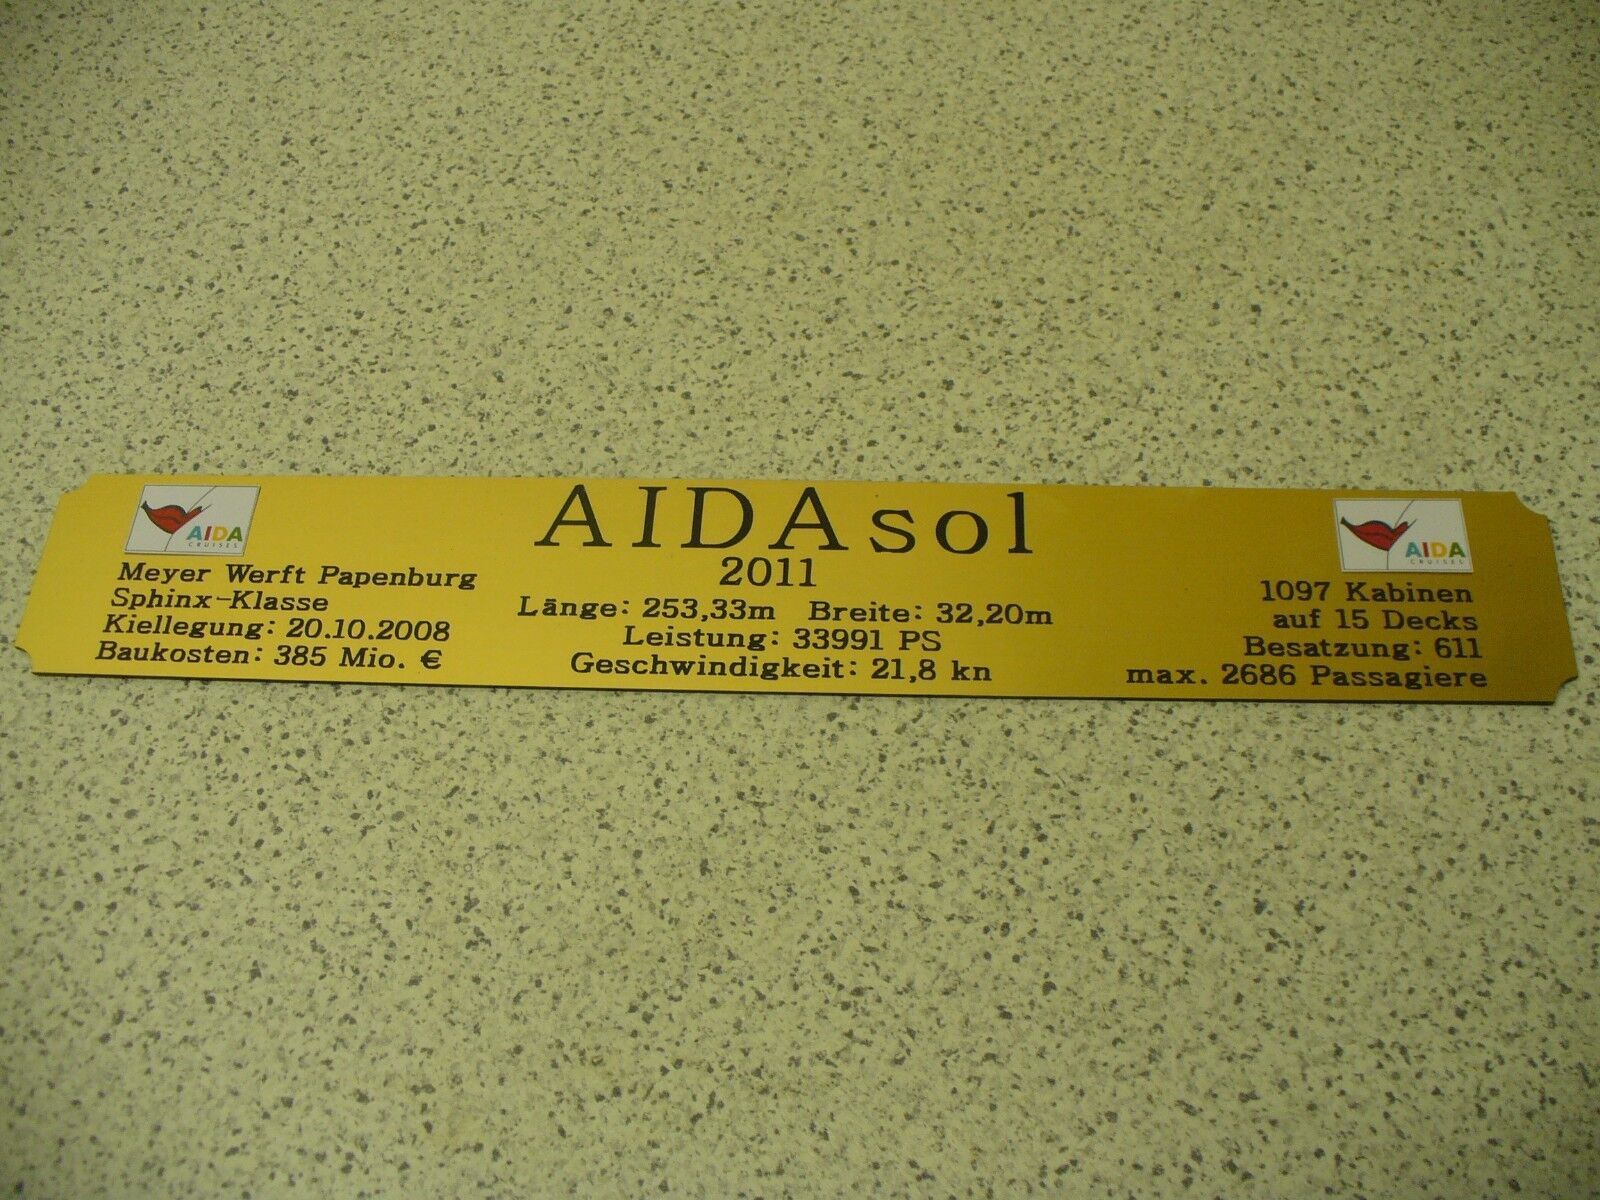 AIDA
CRUISES
Meyer Werft Papenburg
Sphinx-Klasse
Kiellegung: 20.10.2008
Baukosten: 385 Mio. €
AIDAsol
2011
Länge: 253,33m Breite: 32,20m
Leistung: 33991 PS
Geschwindigkeit: 21,8 kn
AIDA
CRUISES
1097 Kabinen
auf 15 Decks
Besatzung: 611
max. 2686 Passagiere